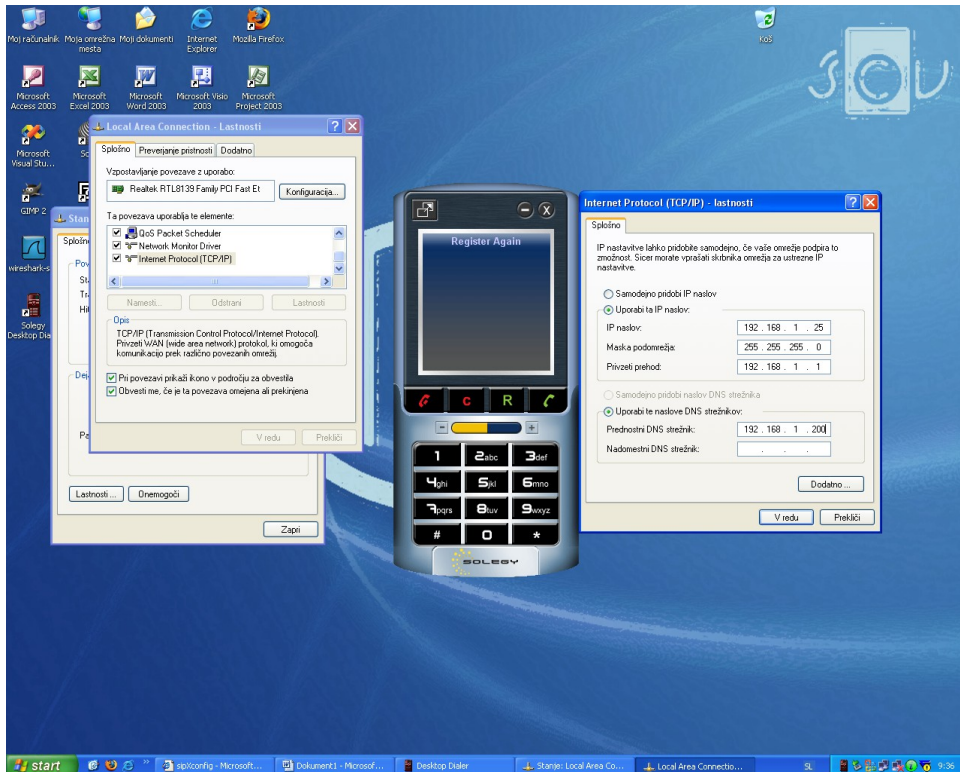 Moj računalnik
Moja omrežna mesta
Moji dokumenti
Internet Explorer
Mozilla Firefox
Koš
SCV
Microsoft Access 2003
Microsoft Excel 2003
Microsoft Word 2003
Microsoft Visio 2003
Microsoft Project 2003
Microsoft Visual Stu...
GIMP 2
wireshark-s
Solegy Desktop Dia
Local Area Connection - Lastnosti
Splošno
Preverjanje pristnosti
Dodatno
Vzpostavljanje povezave z uporabo:
Realtek RTL8139 Family PCI Fast Et
Konfiguracija...
Ta povezava uporablja te elemente:
QoS Packet Scheduler
Network Monitor Driver
Internet Protocol (TCP/IP)
Namesti...
Odstrani
Lastnosti
Opis
TCP/IP (Transmission Control Protocol/Internet Protocol).
Privzeti WAN (wide area network) protokol, ki omogoča
komunikacijo prek različno povezanih omrežij.
Pri povezavi prikaži ikono v področju za obvestila
Obvesti me, če je ta povezava omejena ali prekinjena
V redu
Prekliči
Lastnosti...
Onemogoči
Zapri
Register Again
C
R
1
2abc
3def
4ghi
5jkl
6mno
7pqrs
8tuv
9wxyz
#
0
*
SOLEGY
Internet Protocol (TCP/IP) - lastnosti
Splošno
IP nastavitve lahko pridobite samodejno, če vaše omrežje podpira to
zmožnost. Sicer morate vprašati skrbnika omrežja za ustrezne IP
nastavitve.
Samodejno pridobi IP naslov
Uporabi ta IP naslov:
IP naslov: 192 . 168 . 1 . 25
Maska podomrežja: 255 . 255 . 255 . 0
Privzeti prehod: 192 . 168 . 1 . 1
Samodejno pridobi naslov DNS strežnika
Uporabi te naslove DNS strežnikov:
Prednostni DNS strežnik: 192 . 168 . 1 . 200
Nadomestni DNS strežnik:
Dodatno ...
V redu
Prekliči
start
sipXconfig - Microsoft...
Dokument1 - Microsof...
Desktop Dialer
Stanje: Local Area Co...
Local Area Connectio...
SL
9:36